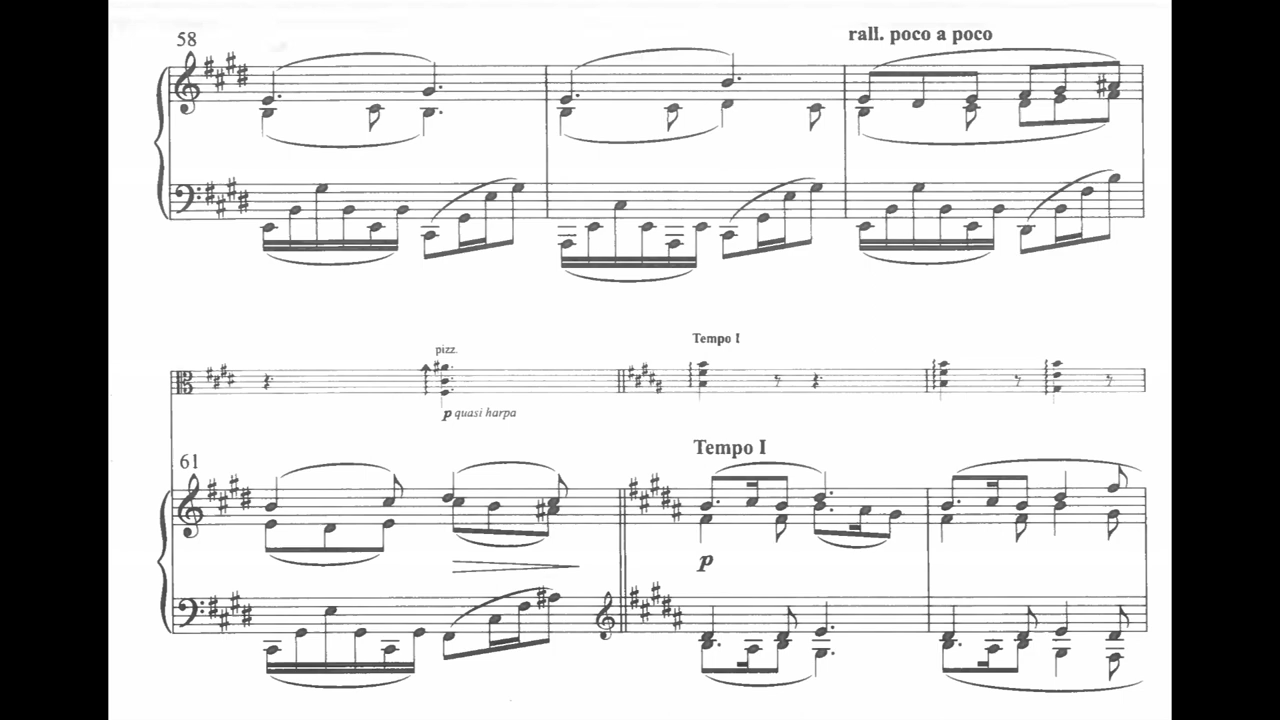 58
rall. poco a poco
Tempo I
pizz.
p quasi harpa
61
Tempo I
p